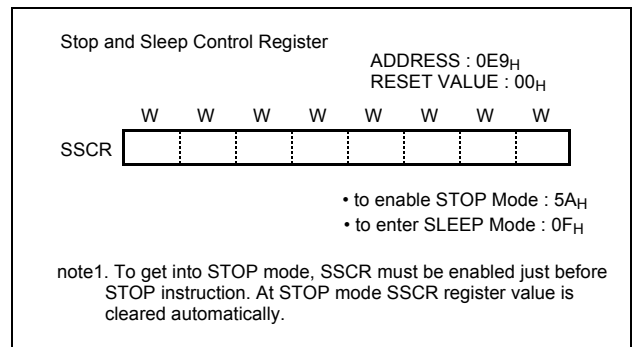 Stop and Sleep Control Register
ADDRESS : 0E9H
RESET VALUE : 00H
W W W W W W W W
SSCR
• to enable STOP Mode : 5AH
• to enter SLEEP Mode : 0FH
note1. To get into STOP mode, SSCR must be enabled just before
STOP instruction. At STOP mode SSCR register value is
cleared automatically.